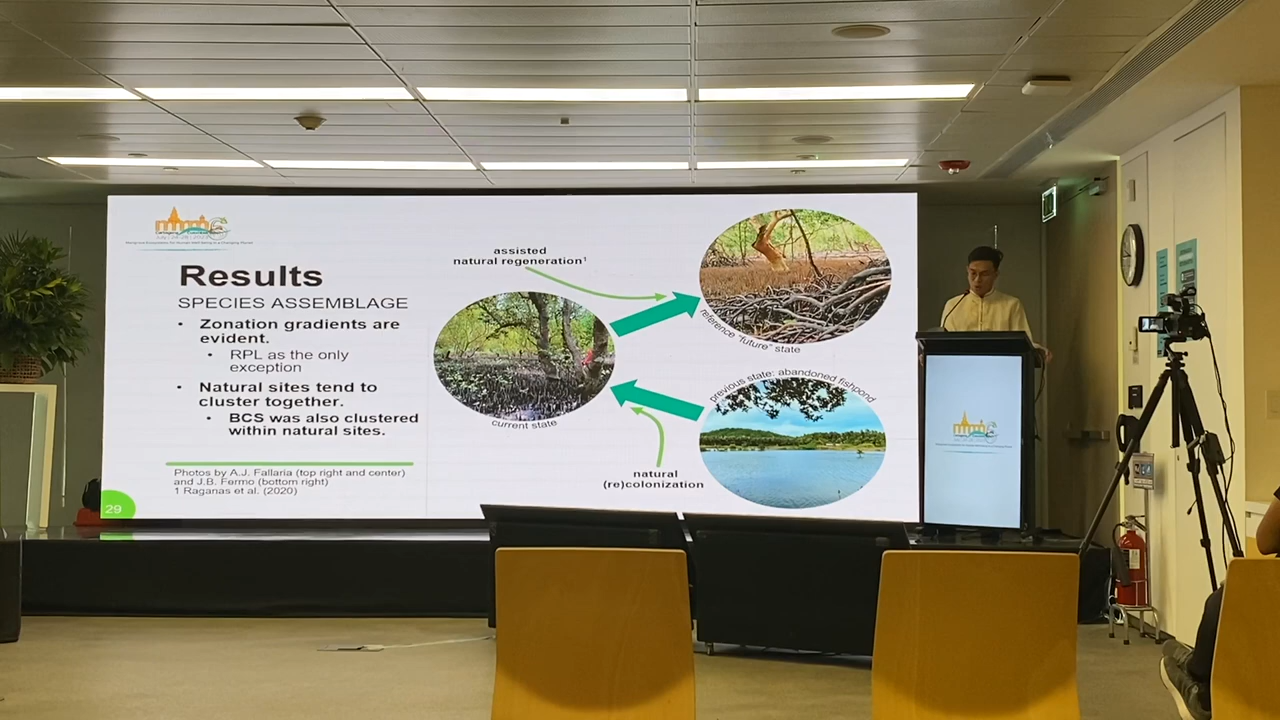 Results
SPECIES ASSEMBLAGE
• Zonation gradients are
evident.
• RPL as the only
exception
• Natural sites tend to
cluster together.
• BCS was also clustered
within natural sites.
Photos by A.J. Fallaria (top right and center)
and J.B. Fermo (bottom right)
1 Raganas et al. (2020)
29
assisted
natural regeneration¹
reference "future" state
current state
previous state: abandoned fishpond
natural
(re)colonization